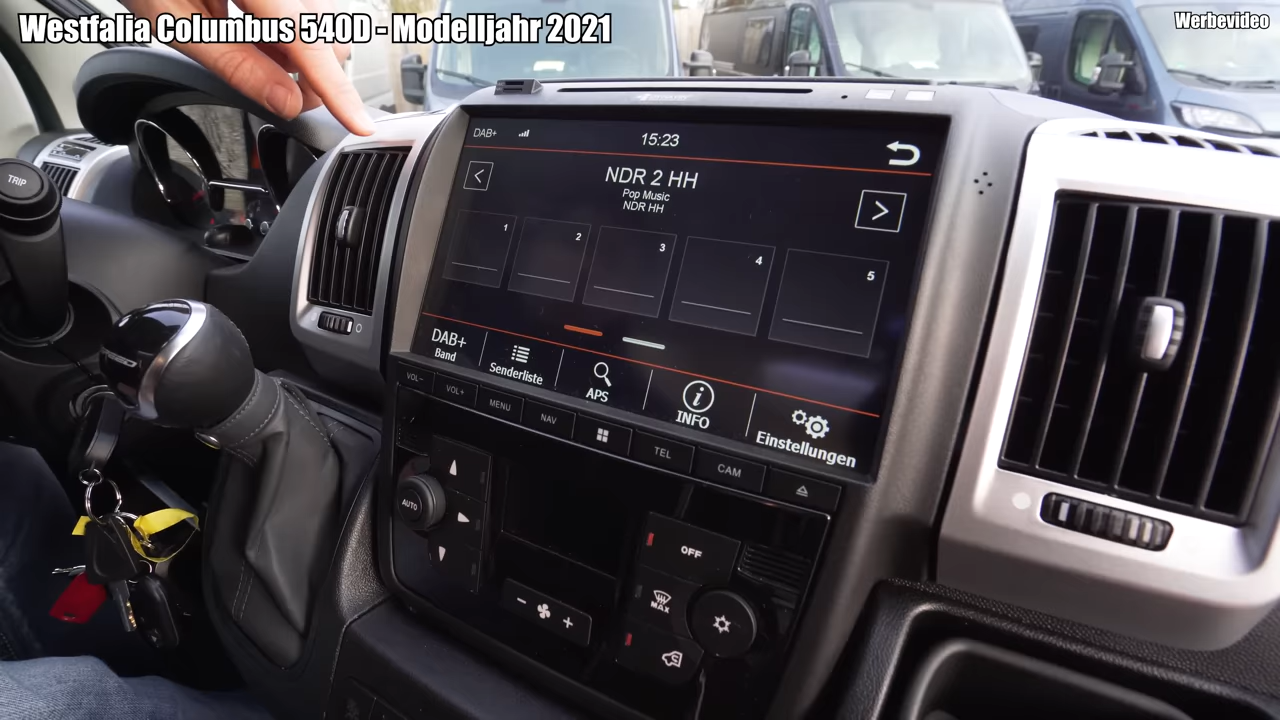 Westfalia Columbus 540D - Modelljahr 2021
Werbevideo
DAB+
15:23
NDR 2 HH
Pop Music
NDR HH
1
2
3
4
5
DAB+
Band
Senderliste
APS
INFO
Einstellungen
VOL-
VOL+
MENU
NAV
TEL
CAM
TRIP
AUTO
OFF
MAX